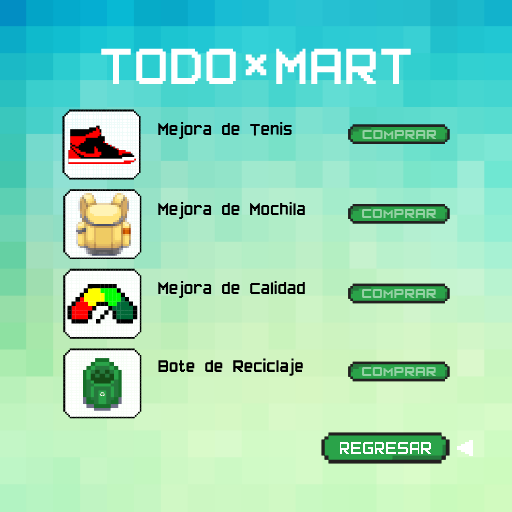 TODO×MART
Mejora de Tenis
COMPRAR
Mejora de Mochila
COMPRAR
Mejora de Calidad
COMPRAR
Bote de Reciclaje
COMPRAR
REGRESAR